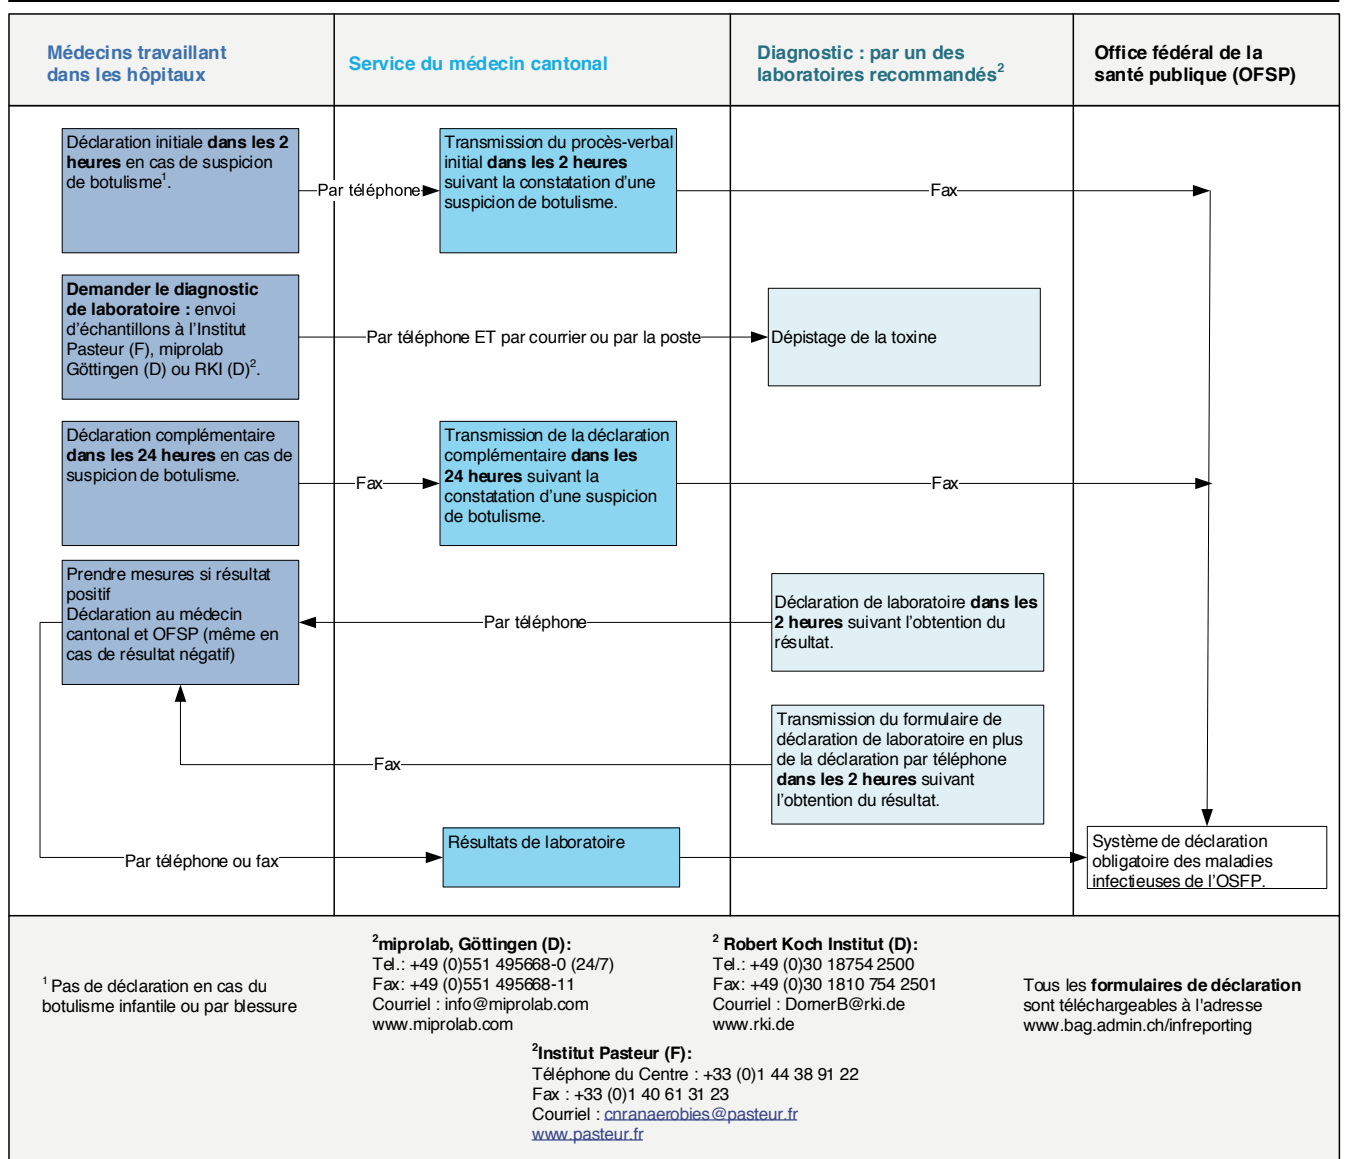 Médecins travaillant
dans les hôpitaux
Service du médecin cantonal
Diagnostic : par un des
laboratoires recommandés2
Office fédéral de la
santé publique (OFSP)
Déclaration initiale dans les 2
heures en cas de suspicion
de botulisme1.
Par téléphone
Transmission du procès-verbal
initial dans les 2 heures
suivant la constatation d'une
suspicion de botulisme.
Fax
Demander le diagnostic
de laboratoire : envoi
d'échantillons à l'Institut
Pasteur (F), miprolab
Göttingen (D) ou RKI (D)2.
Par téléphone ET par courrier ou par la poste
Dépistage de la toxine
Déclaration complémentaire
dans les 24 heures en cas de
suspicion de botulisme.
Fax
Transmission de la déclaration
complémentaire dans les
24 heures suivant la
constatation d'une suspicion
de botulisme.
Fax
Prendre mesures si résultat
positif
Déclaration au médecin
cantonal et OFSP (même en
cas de résultat négatif)
Par téléphone
Déclaration de laboratoire dans les
2 heures suivant l'obtention du
résultat.
Fax
Transmission du formulaire de
déclaration de laboratoire en plus
de la déclaration par téléphone
dans les 2 heures suivant
l'obtention du résultat.
Par téléphone ou fax
Résultats de laboratoire
Système de déclaration
obligatoire des maladies
infectieuses de l'OSFP.
1 Pas de déclaration en cas du
botulisme infantile ou par blessure
2miprolab, Göttingen (D):
Tel.: +49 (0)551 495668-0 (24/7)
Fax: +49 (0)551 495668-11
Courriel : info@miprolab.com
www.miprolab.com
2 Robert Koch Institut (D):
Tel.: +49 (0)30 18754 2500
Fax: +49 (0)30 1810 754 2501
Courriel : DornerB@rki.de
www.rki.de
Tous les formulaires de déclaration
sont téléchargeables à l'adresse
www.bag.admin.ch/infreporting
2Institut Pasteur (F):
Téléphone du Centre : +33 (0)1 44 38 91 22
Fax : +33 (0)1 40 61 31 23
Courriel : cnranaerobies@pasteur.fr
www.pasteur.fr